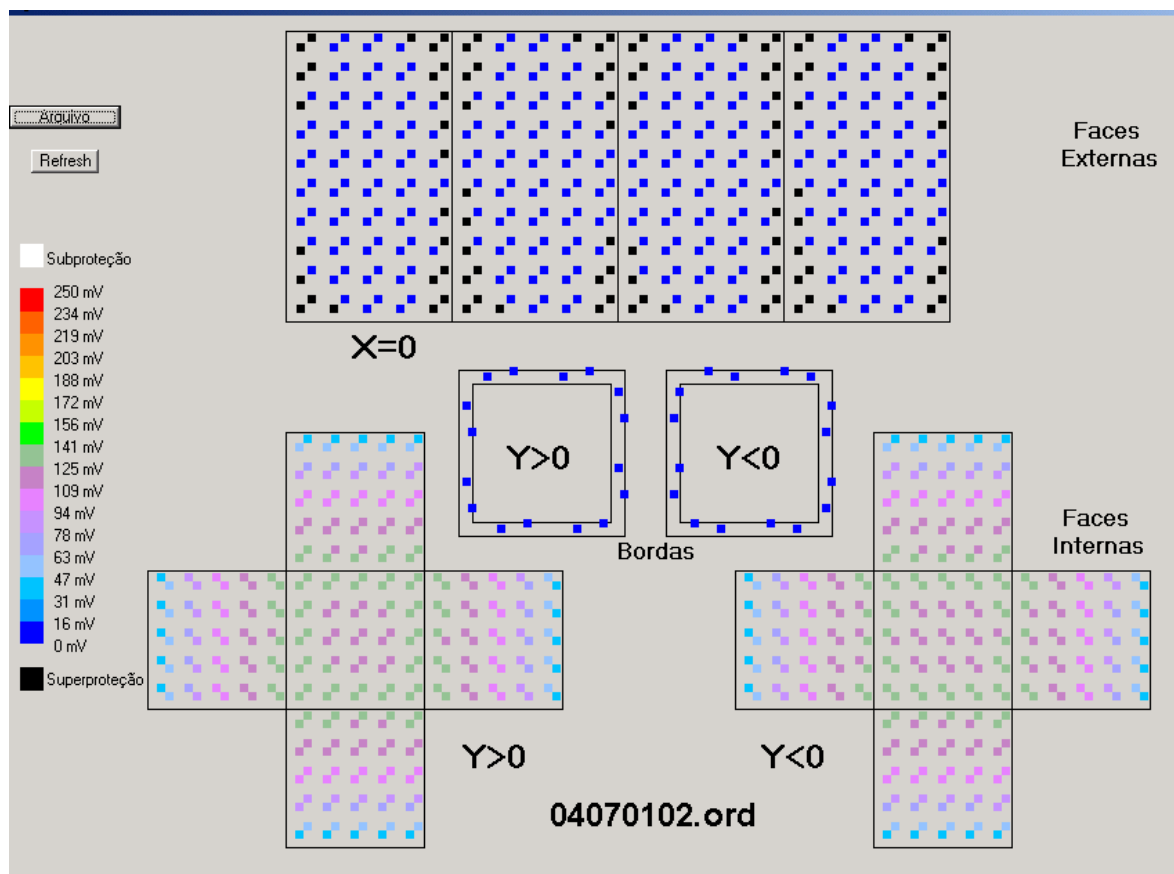 Arquivo
Refresh
Faces
Externas
Subproteção
250 mV
234 mV
219 mV
203 mV
188 mV
172 mV
156 mV
141 mV
125 mV
109 mV
94 mV
78 mV
63 mV
47 mV
31 mV
16 mV
0 mV
Superproteção
X=0
Y>0
Y<0
Bordas
Faces
Internas
Y>0
Y<0
04070102.ord